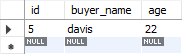 id buyer_name age
5 davis 22
NULL NULL NULL